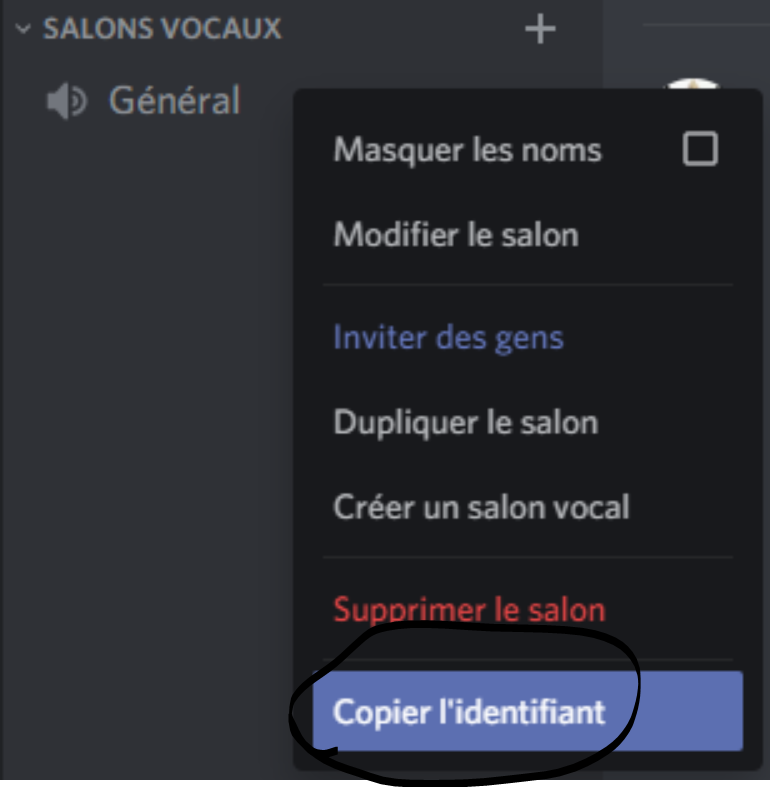 SALONS VOCAUX
Général
Masquer les noms
Modifier le salon
Inviter des gens
Dupliquer le salon
Créer un salon vocal
Supprimer le salon
Copier l'identifiant